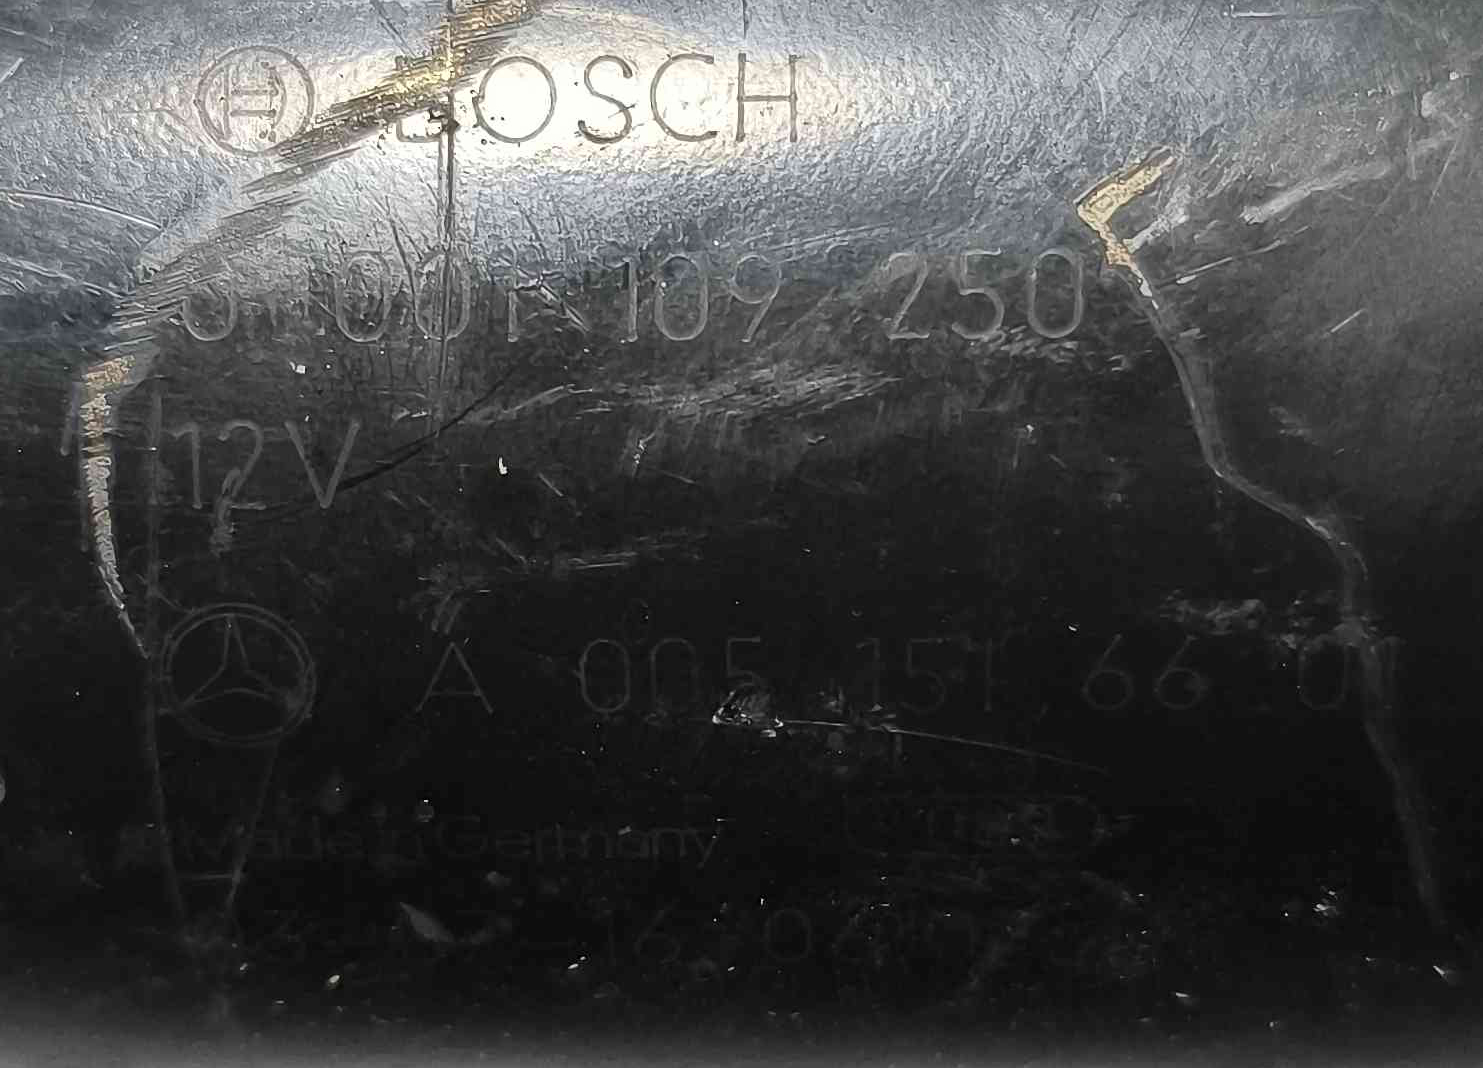 BOSCH
0 001 109 250
12V
A 005 151 66 01
Made in Germany